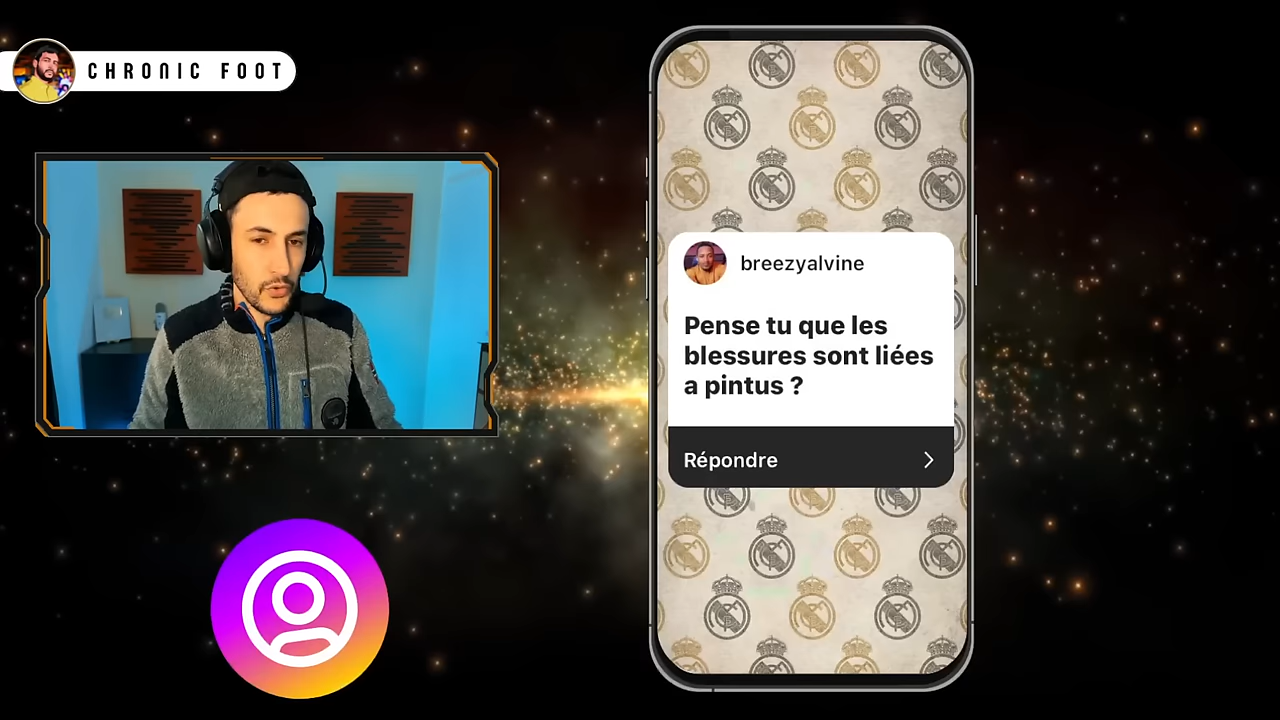 CHRONIC FOOT
breezyalvine
Pense tu que les
blessures sont liées
a pintus ?
Répondre